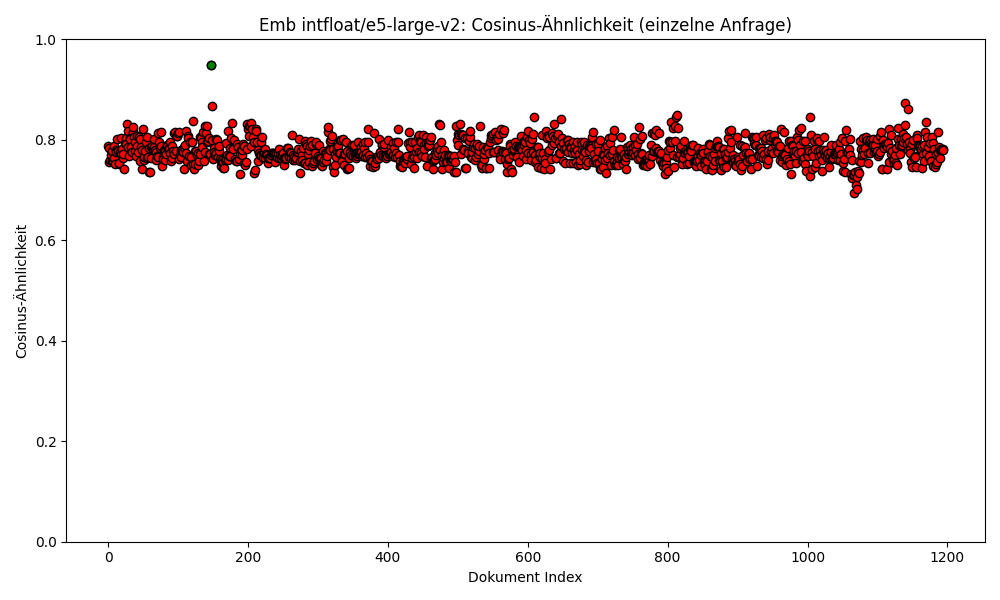 Emb intfloat/e5-large-v2: Cosinus-Ähnlichkeit (einzelne Anfrage)
1.0
0.8
0.6
0.4
0.2
0.0
Cosinus-Ähnlichkeit
0 200 400 600 800 1000 1200
Dokument Index